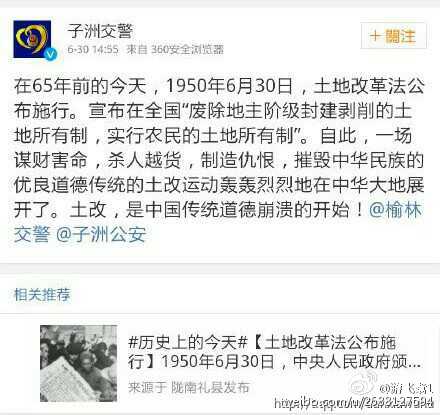 子洲交警
6-30 14:55 来自 360安全浏览器
+关注
在65年前的今天，1950年6月30日，土地改革法公
布施行。宣布在全国“废除地主阶级封建剥削的土
地所有制，实行农民的土地所有制”。自此，一场
谋财害命，杀人越货，制造仇恨，摧毁中华民族的
优良道德传统的土改运动轰轰烈烈地在中华大地展
开了。土改，是中国传统道德崩溃的开始！@榆林
交警 @子洲公安
相关推荐
#历史上的今天#【土地改革法公布施
行】1950年6月30日，中央人民政府颁...
来源于 陇南礼县发布